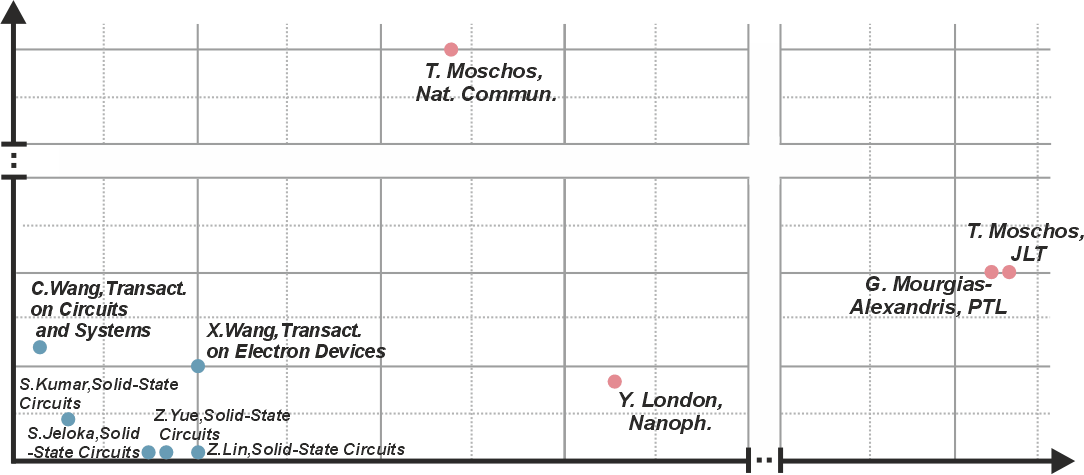 T. Moschos,
Nat. Commun.
T. Moschos,
JLT
G. Mourgias-
Alexandris, PTL
C.Wang,Transact.
on Circuits
and Systems
X.Wang,Transact.
on Electron Devices
S.Kumar,Solid-State
Circuits
Y. London,
Nanoph.
Z.Yue,Solid-State
Circuits
S.Jeloka,Solid
-State Circuits
Z.Lin,Solid-State Circuits